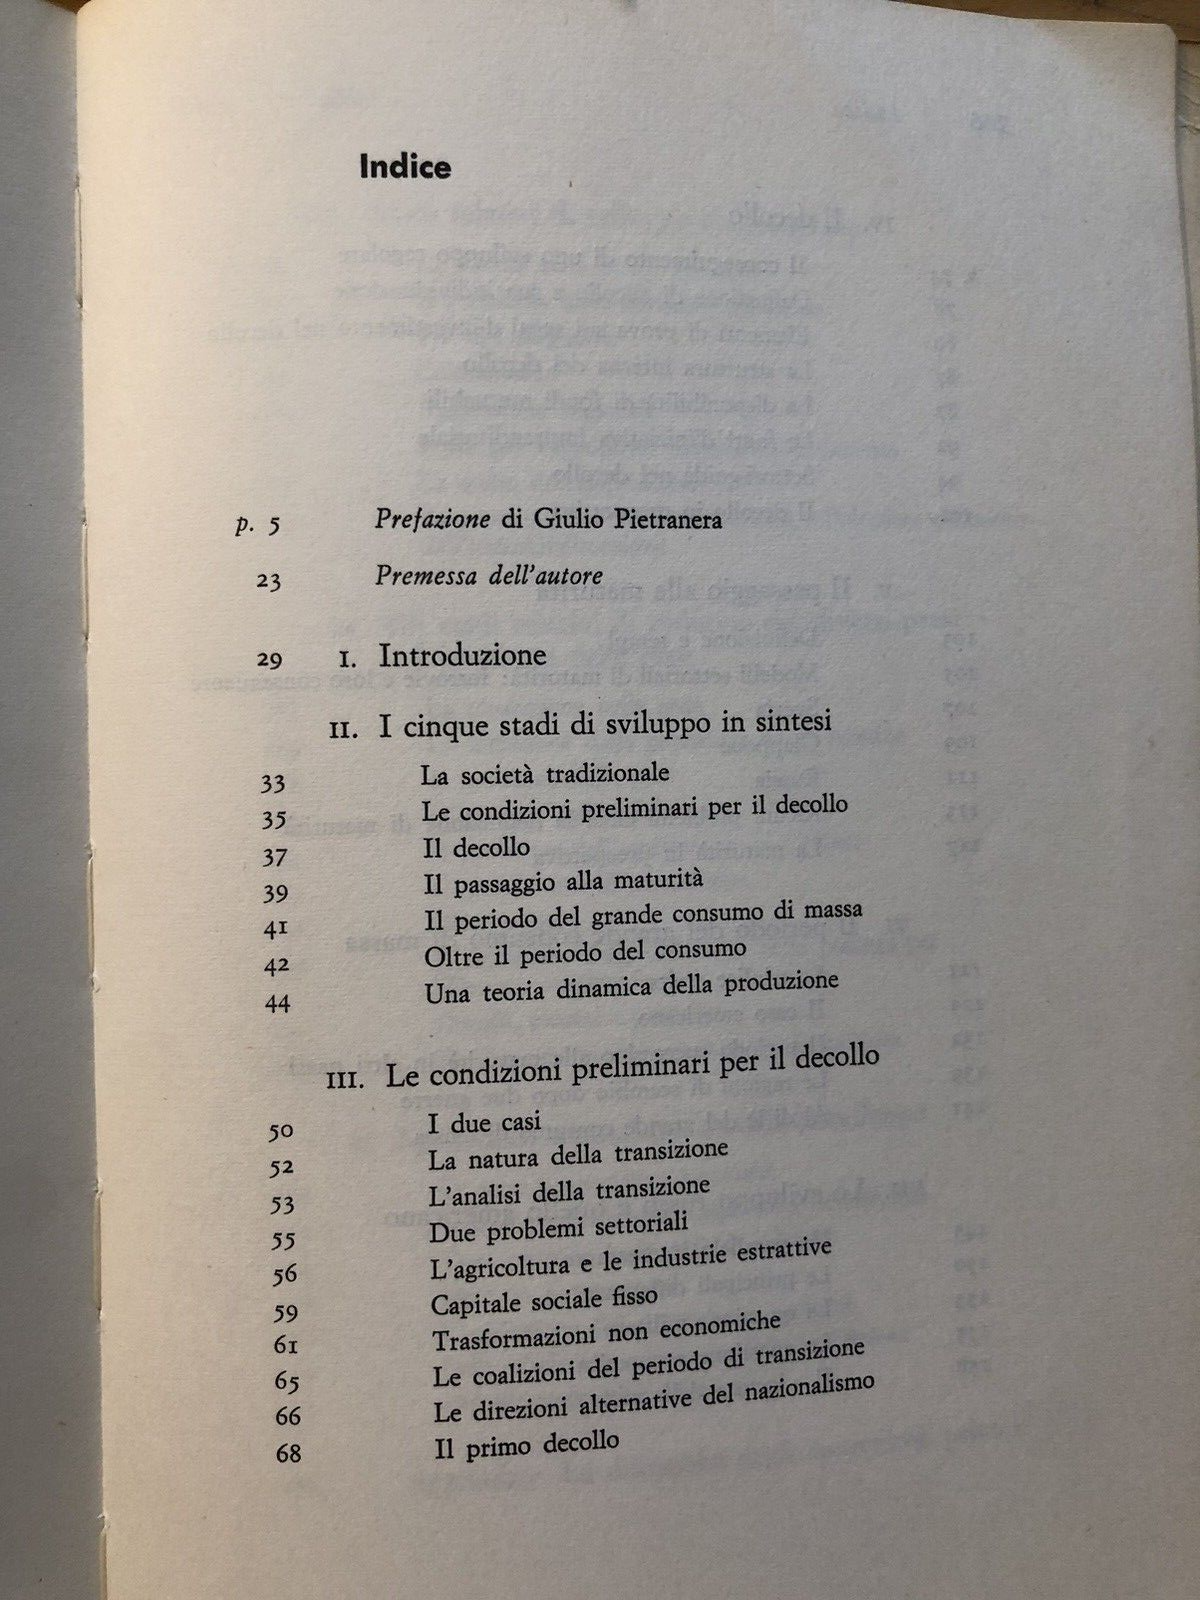 Indice
p. 5 Prefazione di Giulio Pietranera
23 Premessa dell'autore
29 I. Introduzione
II. I cinque stadi di sviluppo in sintesi
33 La società tradizionale
35 Le condizioni preliminari per il decollo
37 Il decollo
39 Il passaggio alla maturità
41 Il periodo del grande consumo di massa
42 Oltre il periodo del consumo
44 Una teoria dinamica della produzione
III. Le condizioni preliminari per il decollo
50 I due casi
52 La natura della transizione
53 L'analisi della transizione
55 Due problemi settoriali
56 L'agricoltura e le industrie estrattive
59 Capitale sociale fisso
61 Trasformazioni non economiche
65 Le coalizioni del periodo di transizione
66 Le direzioni alternative del nazionalismo
68 Il primo decollo